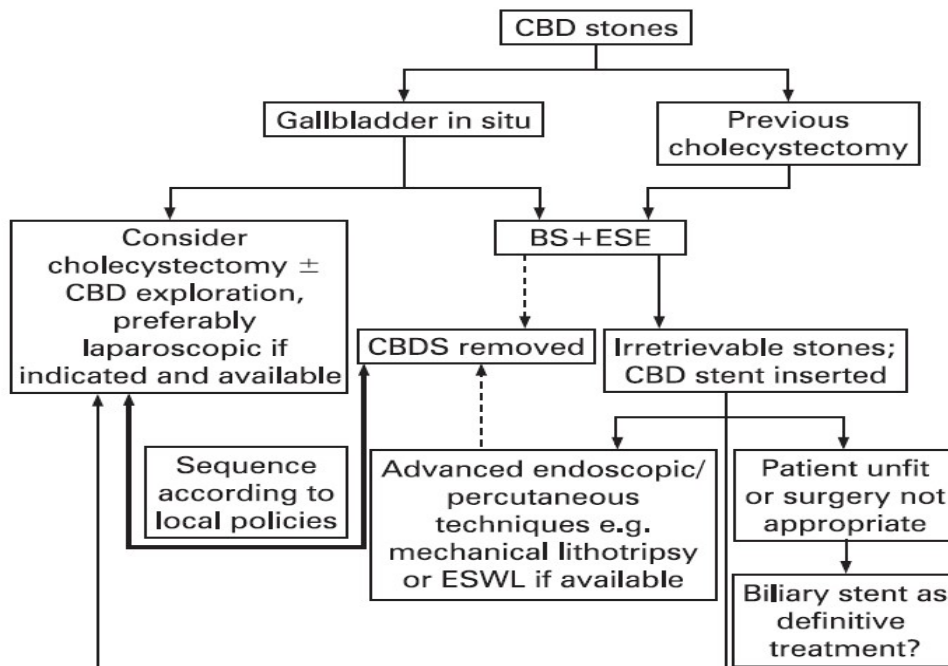 CBD stones
Gallbladder in situ
Previous
cholecystectomy
Consider
cholecystectomy ±
CBD exploration,
preferably
laparoscopic if
indicated and available
BS+ESE
CBDS removed
Irretrievable stones;
CBD stent inserted
Sequence
according to
local policies
Advanced endoscopic/
percutaneous
techniques e.g.
mechanical lithotripsy
or ESWL if available
Patient unfit
or surgery not
appropriate
Biliary stent as
definitive
treatment?